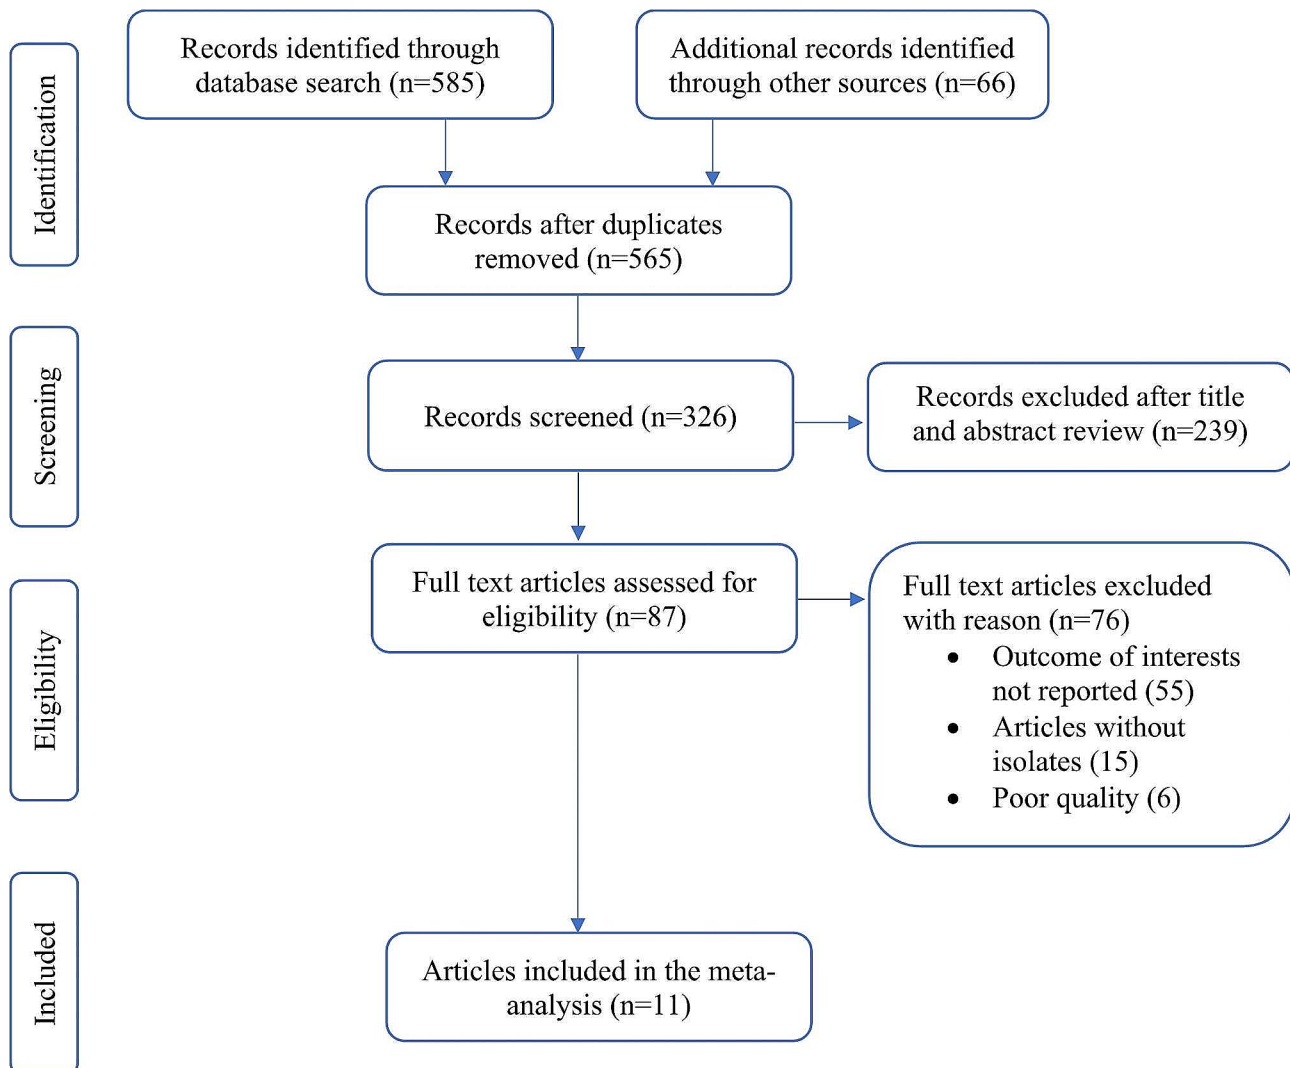 Identification
Records identified through
database search (n=585)
Additional records identified
through other sources (n=66)
Records after duplicates
removed (n=565)
Screening
Records screened (n=326)
Records excluded after title
and abstract review (n=239)
Eligibility
Full text articles assessed for
eligibility (n=87)
Full text articles excluded
with reason (n=76)
• Outcome of interests
not reported (55)
• Articles without
isolates (15)
• Poor quality (6)
Included
Articles included in the meta-
analysis (n=11)